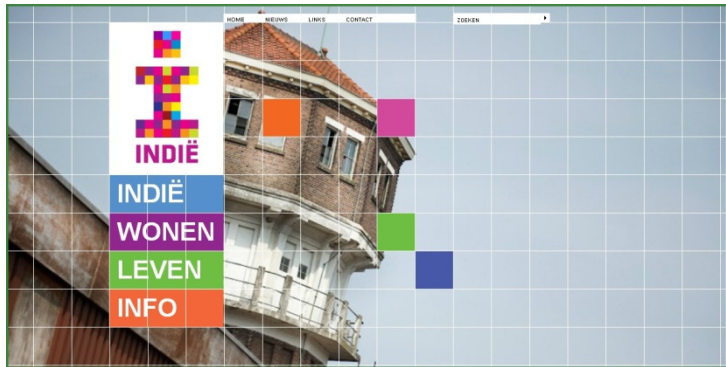 HOME NIEUWS LINKS CONTACT ZOEKEN
INDIË
INDIË
WONEN
LEVEN
INFO